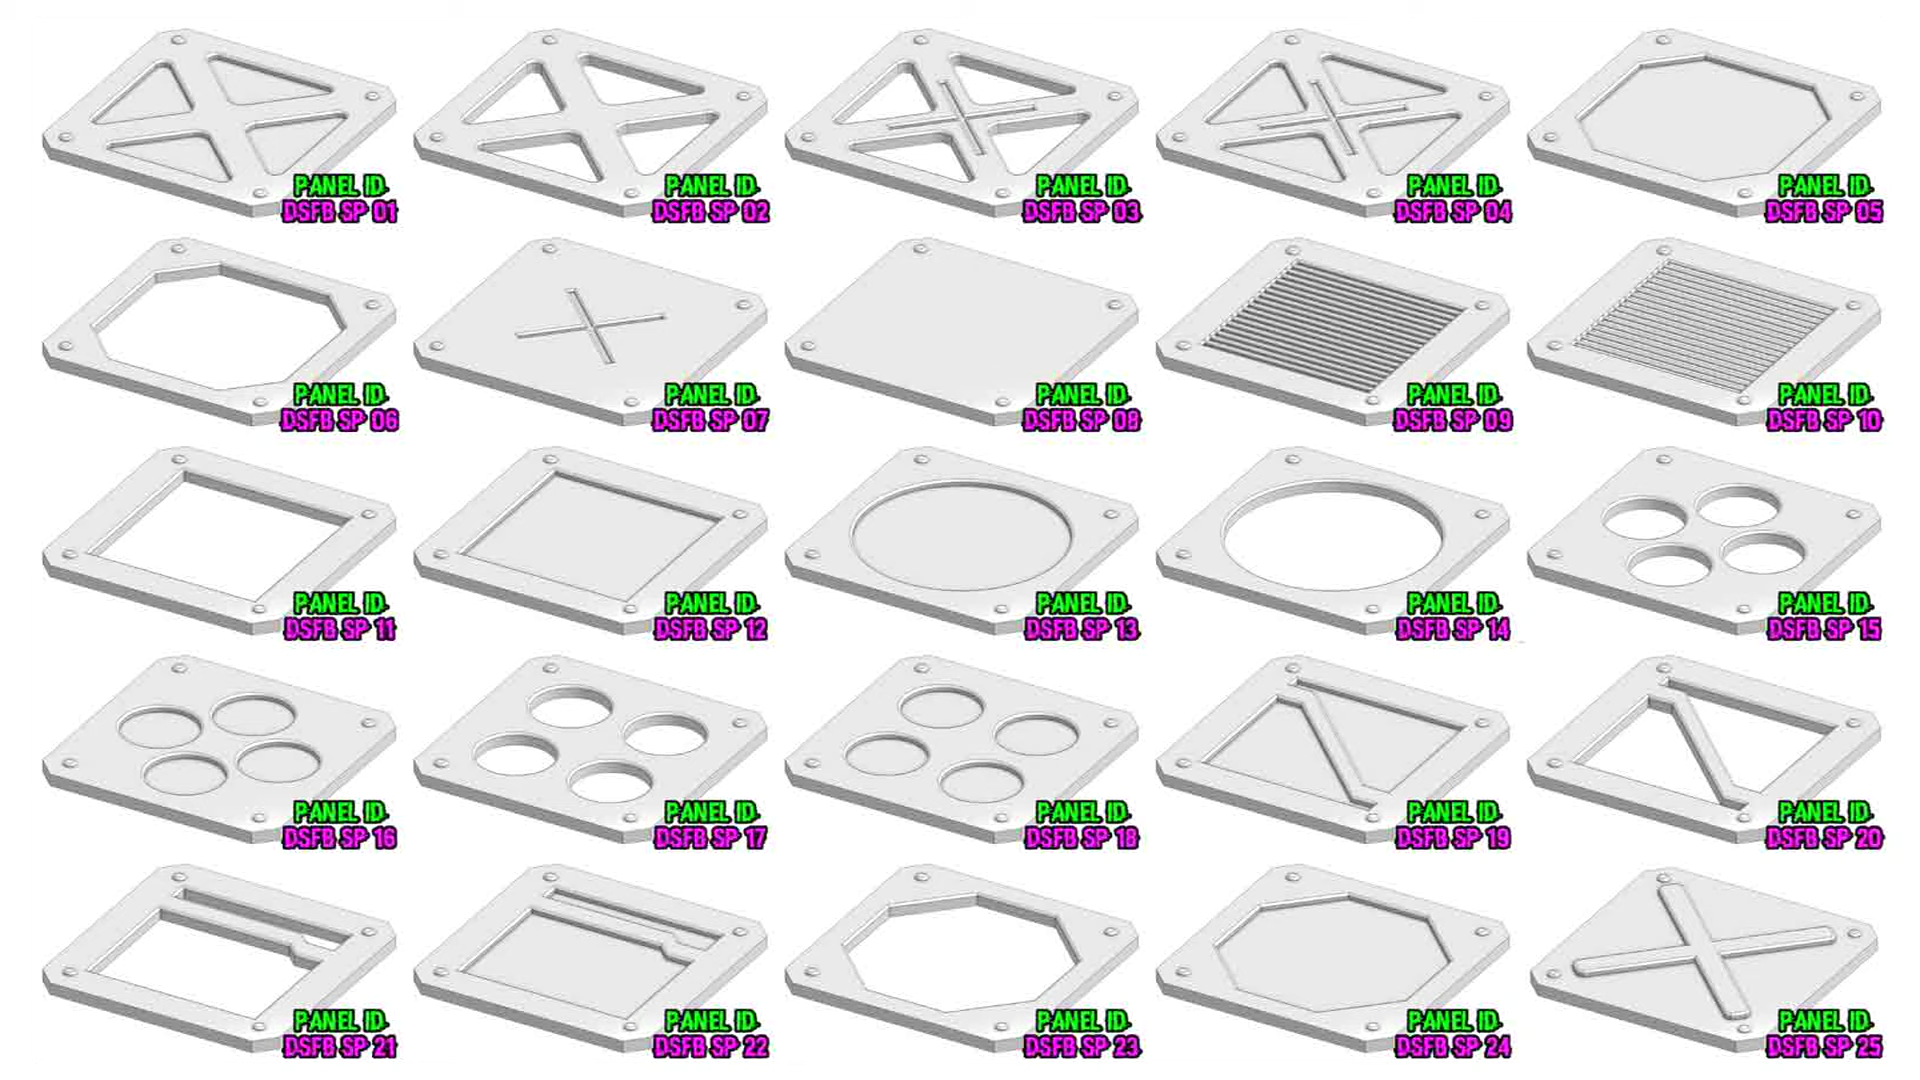 PANEL ID.
DSFB SP 01
PANEL ID.
DSFB SP 02
PANEL ID.
DSFB SP 03
PANEL ID.
DSFB SP 04
PANEL ID.
DSFB SP 05
PANEL ID.
DSFB SP 06
PANEL ID.
DSFB SP 07
PANEL ID.
DSFB SP 08
PANEL ID.
DSFB SP 09
PANEL ID.
DSFB SP 10
PANEL ID.
DSFB SP 11
PANEL ID.
DSFB SP 12
PANEL ID.
DSFB SP 13
PANEL ID.
DSFB SP 14
PANEL ID.
DSFB SP 15
PANEL ID.
DSFB SP 16
PANEL ID.
DSFB SP 17
PANEL ID.
DSFB SP 18
PANEL ID.
DSFB SP 19
PANEL ID.
DSFB SP 20
PANEL ID.
DSFB SP 21
PANEL ID.
DSFB SP 22
PANEL ID.
DSFB SP 23
PANEL ID.
DSFB SP 24
PANEL ID.
DSFB SP 25